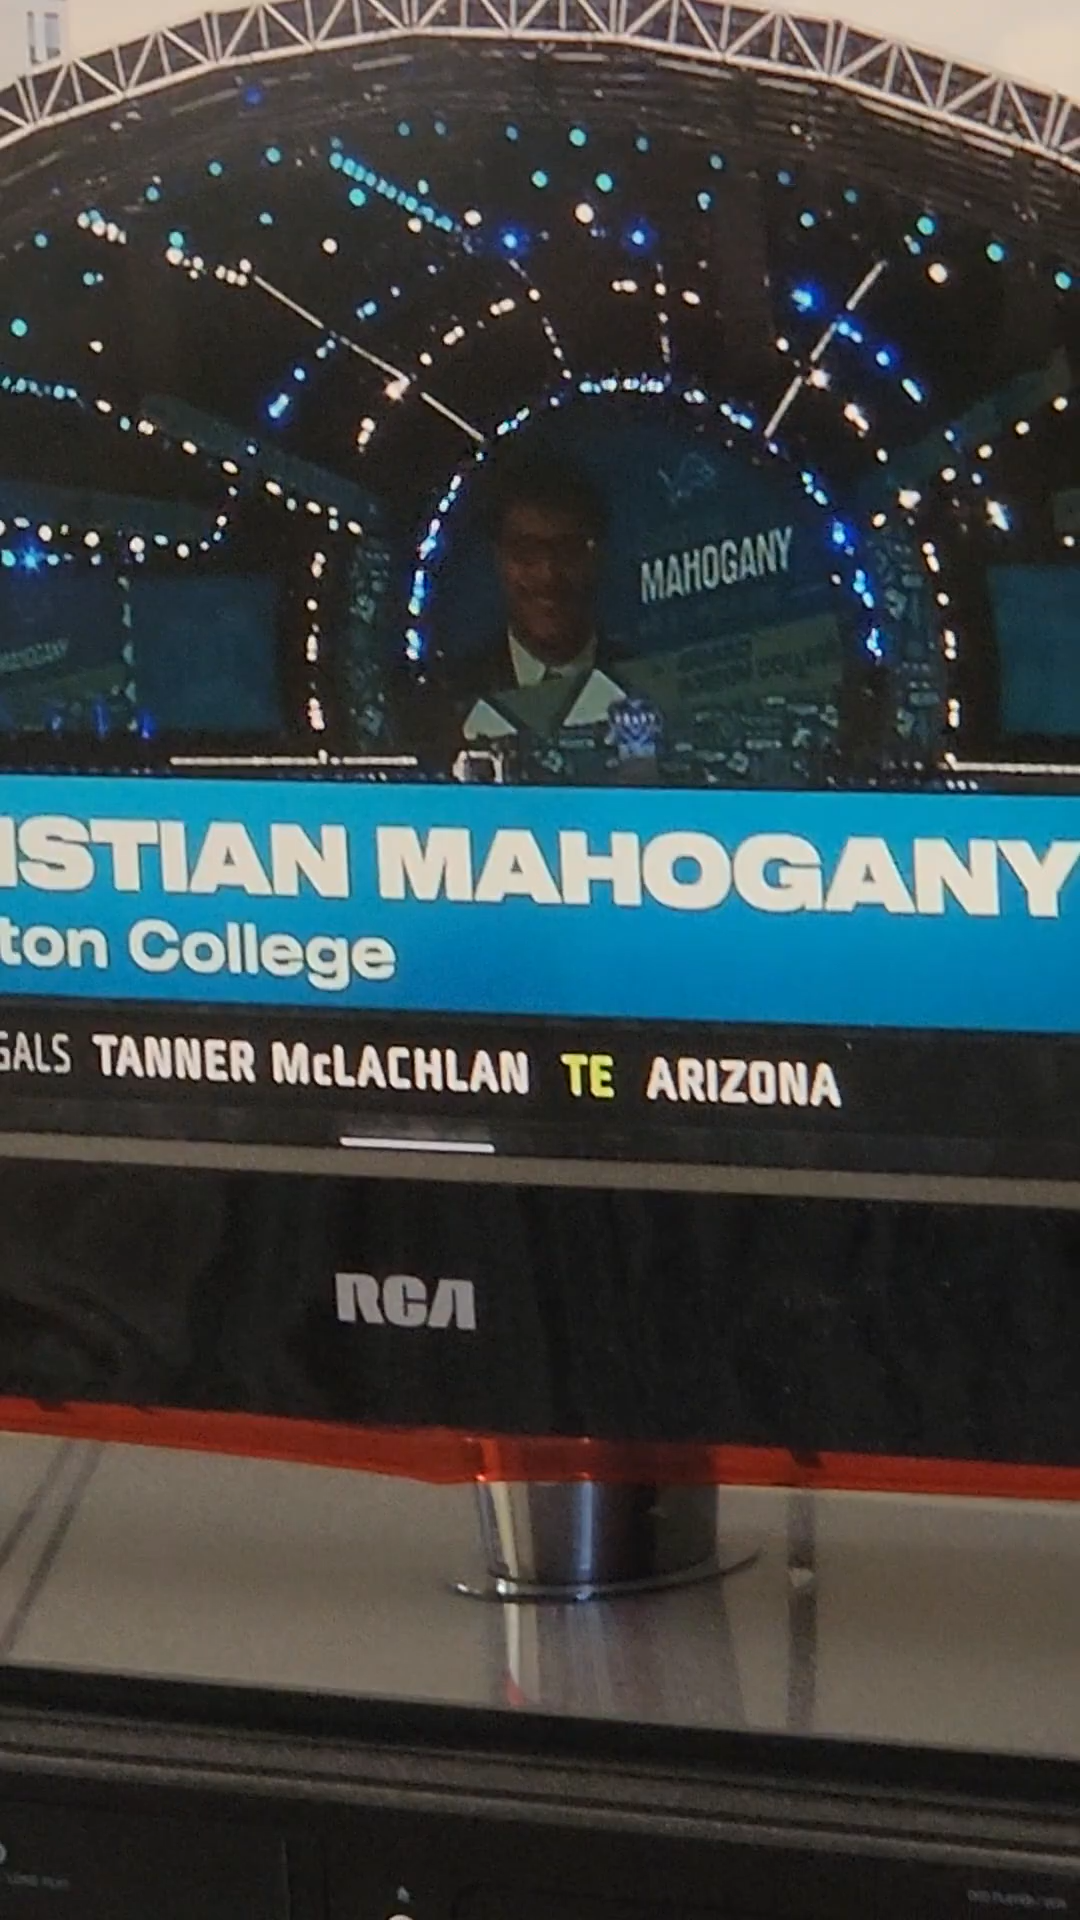 MAHOGANY
ISTIAN MAHOGANY
ton College
GALS TANNER McLACHLAN TE ARIZONA
RCA